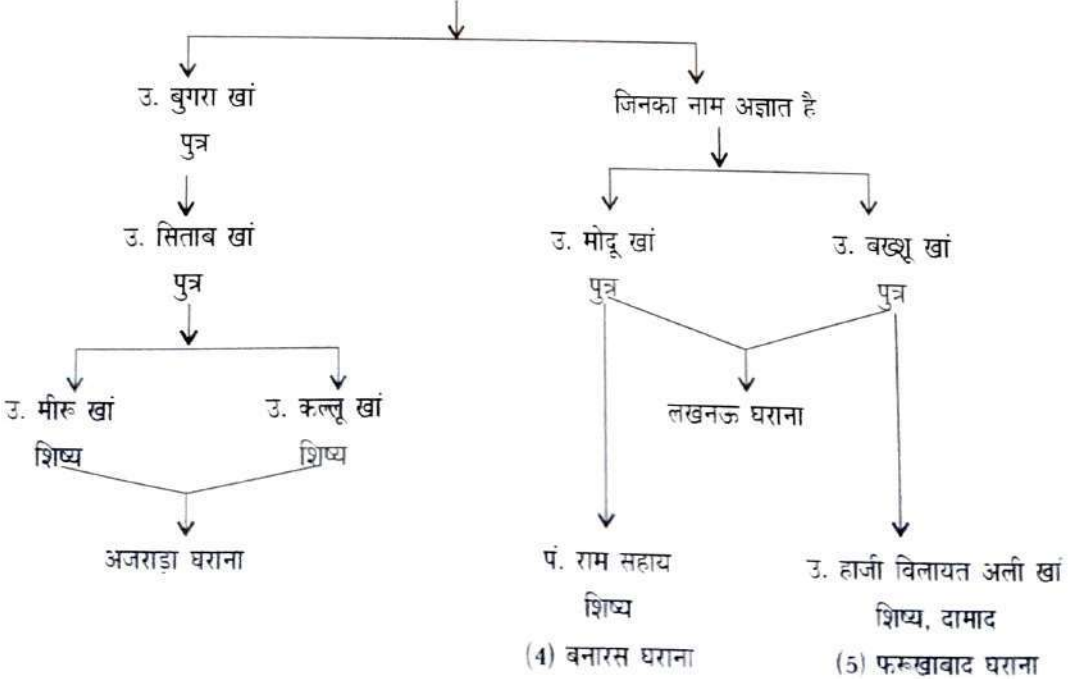 उ. बुगरा खां
पुत्र
जिनका नाम अज्ञात है
उ. सिताब खां
पुत्र
उ. मोदू खां
पुत्र
उ. बख्शू खां
पुत्र
उ. मीरू खां
शिष्य
उ. कल्लू खां
शिष्य
लखनऊ घराना
अजराड़ा घराना
पं. राम सहाय
शिष्य
(4) बनारस घराना
उ. हाजी विलायत अली खां
शिष्य, दामाद
(5) फरूखाबाद घराना